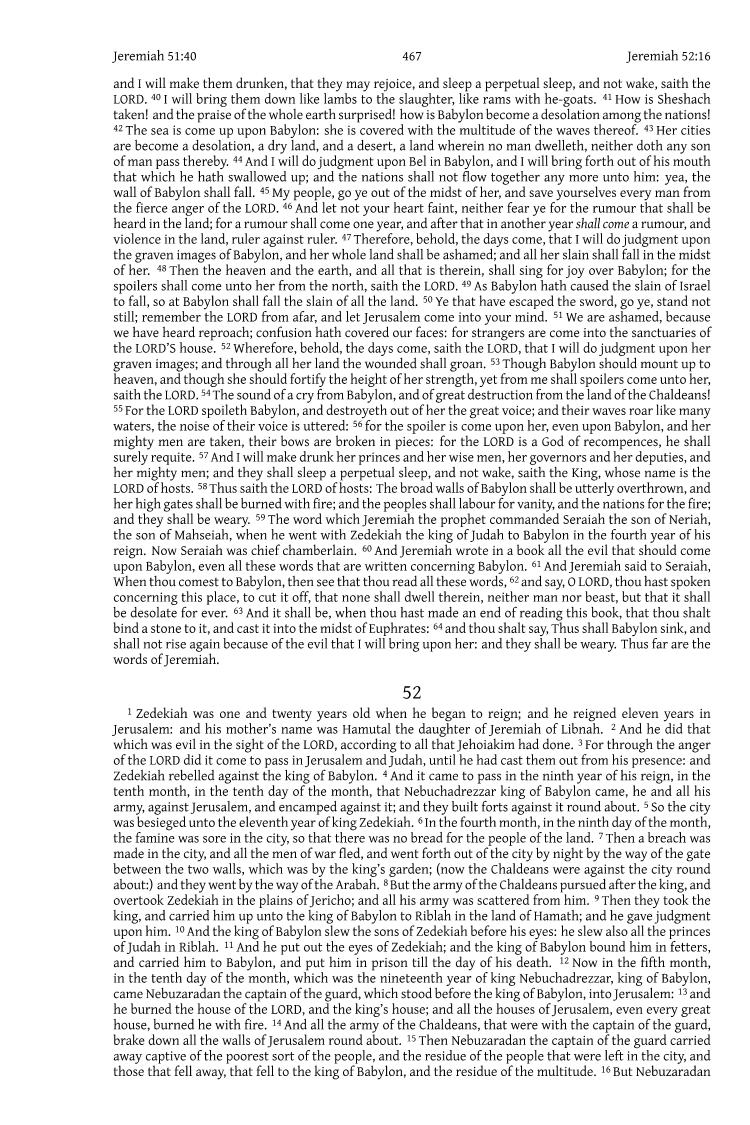 Jeremiah 51:40 467 Jeremiah 52:16
and I will make them drunken, that they may rejoice, and sleep a perpetual sleep, and not wake, saith the
LORD. 40 I will bring them down like lambs to the slaughter, like rams with he-goats. 41 How is Sheshach
taken! and the praise of the whole earth surprised! how is Babylon become a desolation among the nations!
42 The sea is come up upon Babylon: she is covered with the multitude of the waves thereof. 43 Her cities
are become a desolation, a dry land, and a desert, a land wherein no man dwelleth, neither doth any son
of man pass thereby. 44 And I will do judgment upon Bel in Babylon, and I will bring forth out of his mouth
that which he hath swallowed up; and the nations shall not flow together any more unto him: yea, the
wall of Babylon shall fall. 45 My people, go ye out of the midst of her, and save yourselves every man from
the fierce anger of the LORD. 46 And let not your heart faint, neither fear ye for the rumour that shall be
heard in the land; for a rumour shall come one year, and after that in another year shall come a rumour, and
violence in the land, ruler against ruler. 47 Therefore, behold, the days come, that I will do judgment upon
the graven images of Babylon, and her whole land shall be ashamed; and all her slain shall fall in the midst
of her. 48 Then the heaven and the earth, and all that is therein, shall sing for joy over Babylon; for the
spoilers shall come unto her from the north, saith the LORD. 49 As Babylon hath caused the slain of Israel
to fall, so at Babylon shall fall the slain of all the land. 50 Ye that have escaped the sword, go ye, stand not
still; remember the LORD from afar, and let Jerusalem come into your mind. 51 We are ashamed, because
we have heard reproach; confusion hath covered our faces: for strangers are come into the sanctuaries of
the LORD'S house. 52 Wherefore, behold, the days come, saith the LORD, that I will do judgment upon her
graven images; and through all her land the wounded shall groan. 53 Though Babylon should mount up to
heaven, and though she should fortify the height of her strength, yet from me shall spoilers come unto her,
saith the LORD. 54 The sound of a cry from Babylon, and of great destruction from the land of the Chaldeans!
55 For the LORD spoileth Babylon, and destroyeth out of her the great voice; and their waves roar like many
waters, the noise of their voice is uttered: 56 for the spoiler is come upon her, even upon Babylon, and her
mighty men are taken, their bows are broken in pieces: for the LORD is a God of recompences, he shall
surely requite. 57 And I will make drunk her princes and her wise men, her governors and her deputies, and
her mighty men; and they shall sleep a perpetual sleep, and not wake, saith the King, whose name is the
LORD of hosts. 58 Thus saith the LORD of hosts: The broad walls of Babylon shall be utterly overthrown, and
her high gates shall be burned with fire; and the peoples shall labour for vanity, and the nations for the fire;
and they shall be weary. 59 The word which Jeremiah the prophet commanded Seraiah the son of Neriah,
the son of Mahseiah, when he went with Zedekiah the king of Judah to Babylon in the fourth year of his
reign. Now Seraiah was chief chamberlain. 60 And Jeremiah wrote in a book all the evil that should come
upon Babylon, even all these words that are written concerning Babylon. 61 And Jeremiah said to Seraiah,
When thou comest to Babylon, then see that thou read all these words, 62 and say, O LORD, thou hast spoken
concerning this place, to cut it off, that none shall dwell therein, neither man nor beast, but that it shall
be desolate for ever. 63 And it shall be, when thou hast made an end of reading this book, that thou shalt
bind a stone to it, and cast it into the midst of Euphrates: 64 and thou shalt say, Thus shall Babylon sink, and
shall not rise again because of the evil that I will bring upon her: and they shall be weary. Thus far are the
words of Jeremiah.
52
1 Zedekiah was one and twenty years old when he began to reign; and he reigned eleven years in
Jerusalem: and his mother's name was Hamutal the daughter of Jeremiah of Libnah. 2 And he did that
which was evil in the sight of the LORD, according to all that Jehoiakim had done. 3 For through the anger
of the LORD did it come to pass in Jerusalem and Judah, until he had cast them out from his presence: and
Zedekiah rebelled against the king of Babylon. 4 And it came to pass in the ninth year of his reign, in the
tenth month, in the tenth day of the month, that Nebuchadrezzar king of Babylon came, he and all his
army, against Jerusalem, and encamped against it; and they built forts against it round about. 5 So the city
was besieged unto the eleventh year of king Zedekiah. 6 In the fourth month, in the ninth day of the month,
the famine was sore in the city, so that there was no bread for the people of the land. 7 Then a breach was
made in the city, and all the men of war fled, and went forth out of the city by night by the way of the gate
between the two walls, which was by the king's garden; (now the Chaldeans were against the city round
about:) and they went by the way of the Arabah. 8 But the army of the Chaldeans pursued after the king, and
overtook Zedekiah in the plains of Jericho; and all his army was scattered from him. 9 Then they took the
king, and carried him up unto the king of Babylon to Riblah in the land of Hamath; and he gave judgment
upon him. 10 And the king of Babylon slew the sons of Zedekiah before his eyes: he slew also all the princes
of Judah in Riblah. 11 And he put out the eyes of Zedekiah; and the king of Babylon bound him in fetters,
and carried him to Babylon, and put him in prison till the day of his death. 12 Now in the fifth month,
in the tenth day of the month, which was the nineteenth year of king Nebuchadrezzar, king of Babylon,
came Nebuzaradan the captain of the guard, which stood before the king of Babylon, into Jerusalem: 13 and
he burned the house of the LORD, and the king's house; and all the houses of Jerusalem, even every great
house, burned he with fire. 14 And all the army of the Chaldeans, that were with the captain of the guard,
brake down all the walls of Jerusalem round about. 15 Then Nebuzaradan the captain of the guard carried
away captive of the poorest sort of the people, and the residue of the people that were left in the city, and
those that fell away, that fell to the king of Babylon, and the residue of the multitude. 16 But Nebuzaradan